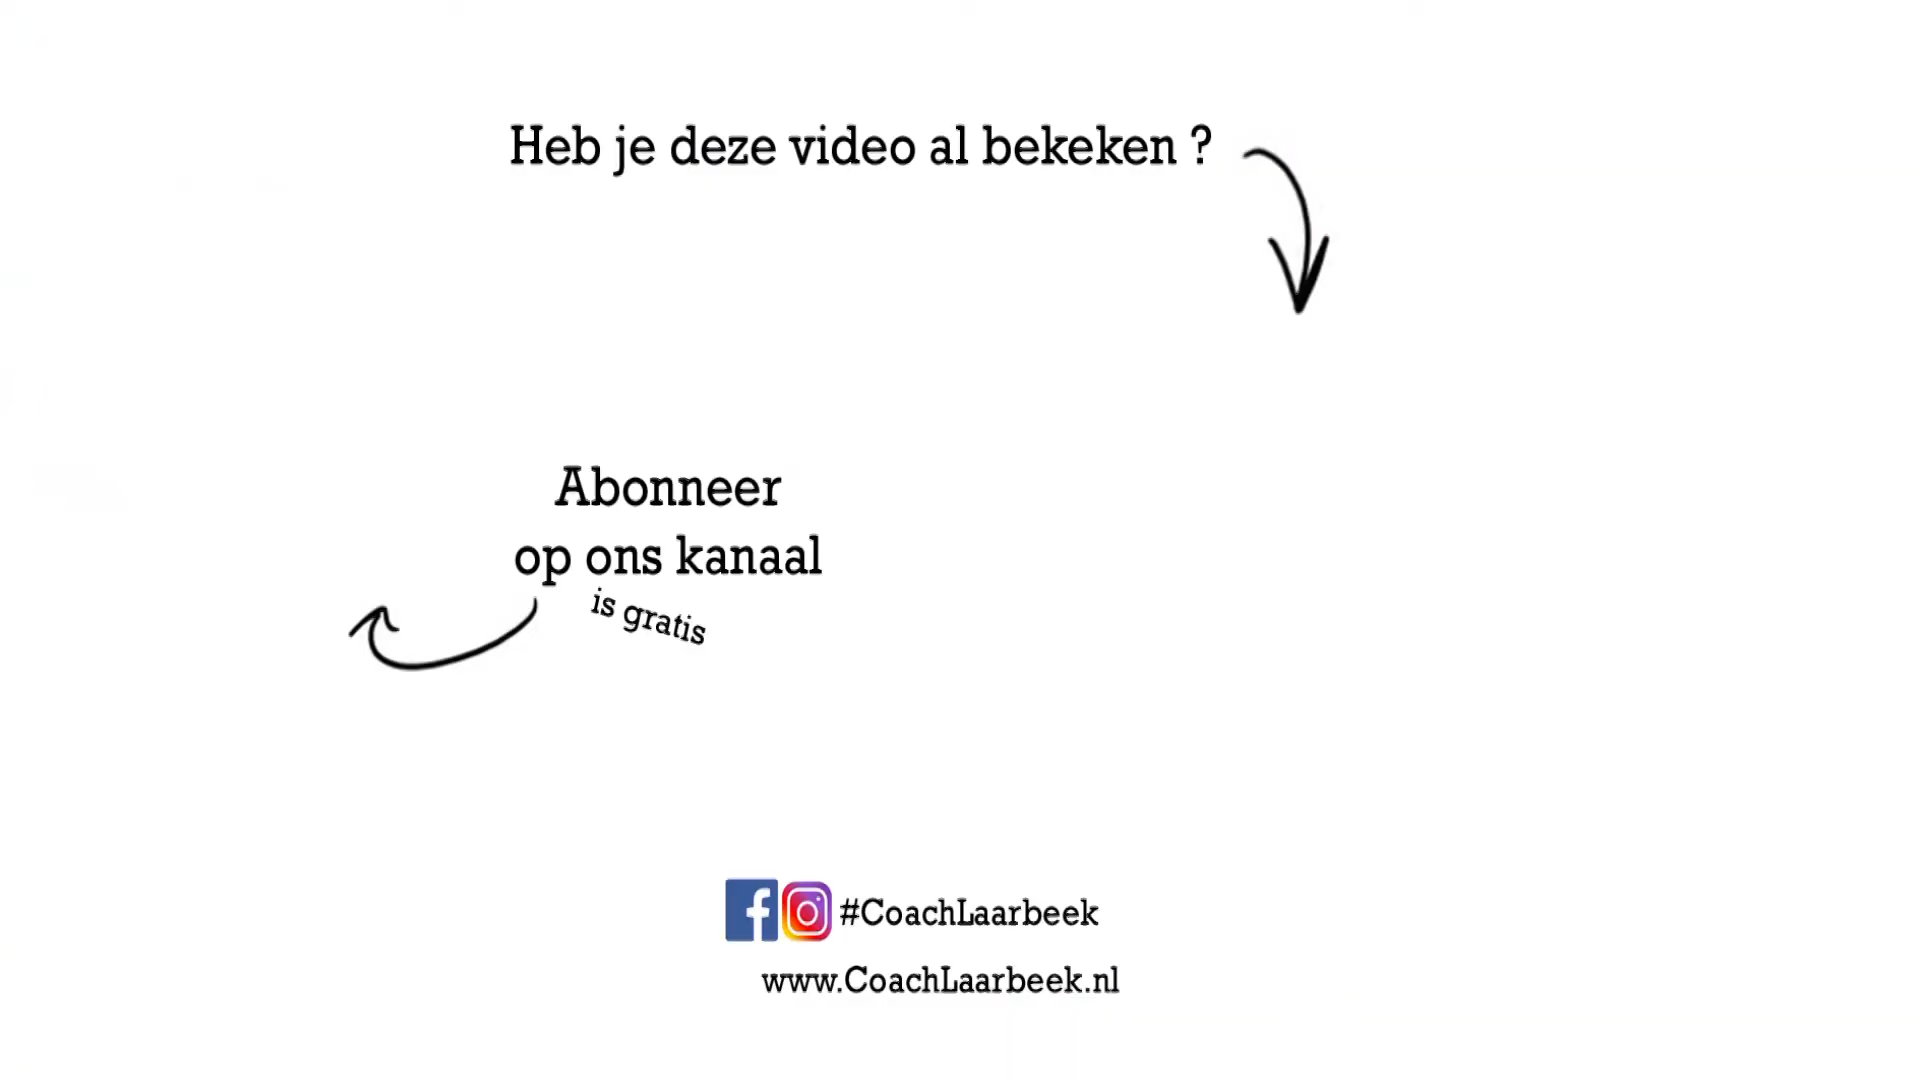 Heb je deze video al bekeken ?
Abonneer
op ons kanaal
is gratis
#CoachLaarbeek
www.CoachLaarbeek.nl